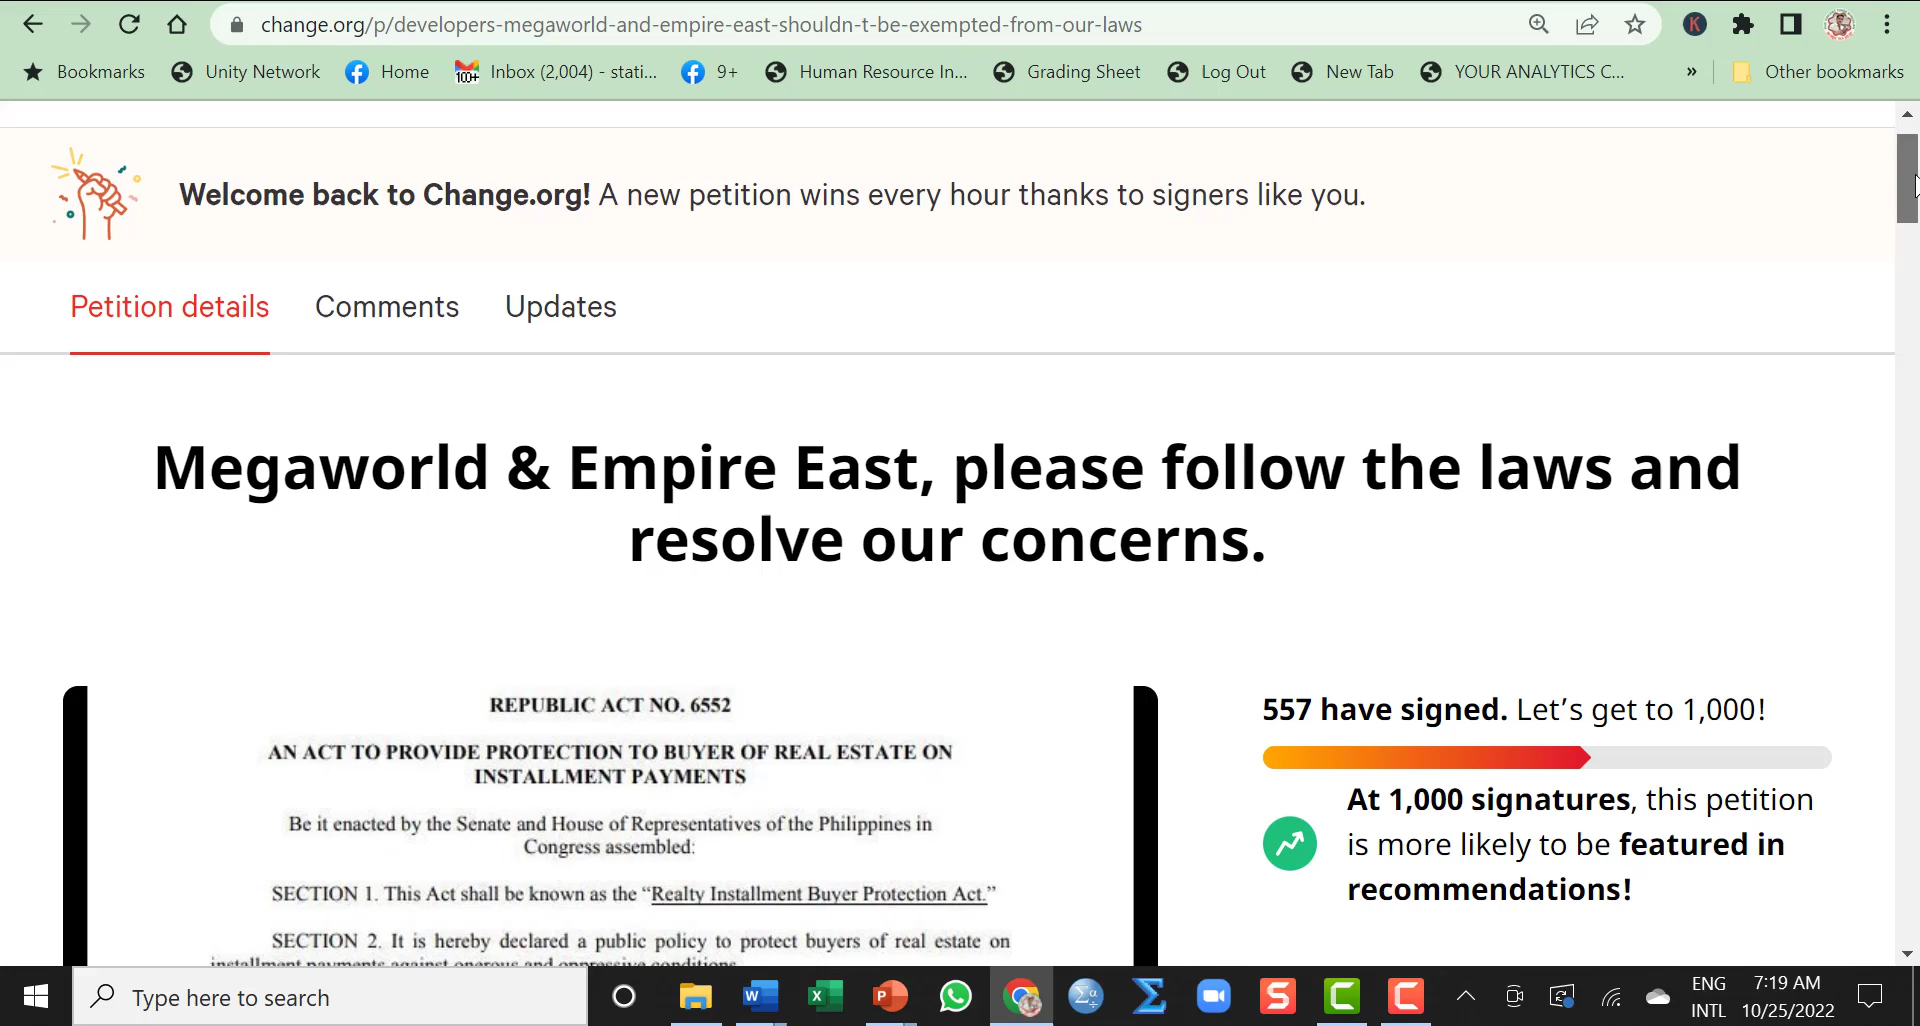 change.org/p/developers-megaworld-and-empire-east-shouldn-t-be-exempted-from-our-laws
K
Bookmarks Unity Network Home 100+ Inbox (2,004) - stati... 9+ Human Resource In... Grading Sheet Log Out New Tab YOUR ANALYTICS C... » Other bookmarks
Welcome back to Change.org! A new petition wins every hour thanks to signers like you.
Petition details Comments Updates
Megaworld & Empire East, please follow the laws and
resolve our concerns.
REPUBLIC ACT NO. 6552
AN ACT TO PROVIDE PROTECTION TO BUYER OF REAL ESTATE ON
INSTALLMENT PAYMENTS
Be it enacted by the Senate and House of Representatives of the Philippines in
Congress assembled:
SECTION 1. This Act shall be known as the “Realty Installment Buyer Protection Act.”
SECTION 2. It is hereby declared a public policy to protect buyers of real estate on
installment payments against onerous and oppressive conditions.
557 have signed. Let’s get to 1,000!
At 1,000 signatures, this petition
is more likely to be featured in
recommendations!
Type here to search
W X P S C C
ENG
INTL
7:19 AM
10/25/2022